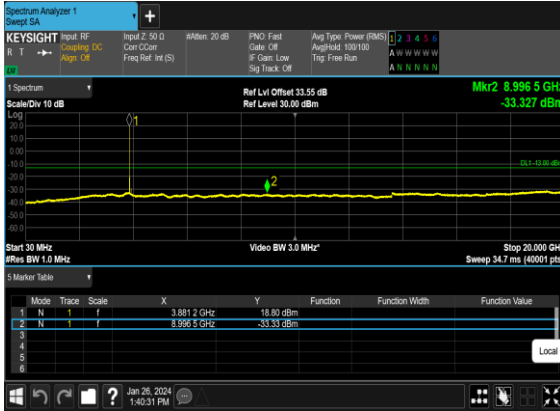 Spectrum Analyzer 1
Swept SA
+
KEYSIGHT Input: RF Input Z: 50 Ω #Atten: 20 dB PNO: Fast Avg Type: Power (RMS) 1 2 3 4 5 6
R T Coupling: DC Corr CCorr Gate: Off Avg|Hold: 100/100 A W W W W W
Align: Off Freq Ref: Int (S) IF Gain: Low Trig: Free Run
Sig Track: Off A N N N N N
1 Spectrum Ref Lvl Offset 33.55 dB Mkr2 8.996 5 GHz
Scale/Div 10 dB Ref Level 30.00 dBm -33.327 dBm
Log
20.0
10.0
0.00
-10.0
-20.0
-30.0
-40.0
-50.0
-60.0
1
2
DL1 -13.00 dBm
Start 30 MHz Video BW 3.0 MHz* Stop 20.000 GHz
#Res BW 1.0 MHz Sweep 34.7 ms (40001 pts)
5 Marker Table
Mode Trace Scale X Y Function Function Width Function Value
1 N 1 f 3.881 2 GHz 18.80 dBm
2 N 1 f 8.996 5 GHz -33.33 dBm
3
4
5
6
Local
? Jan 26, 2024
1:40:31 PM